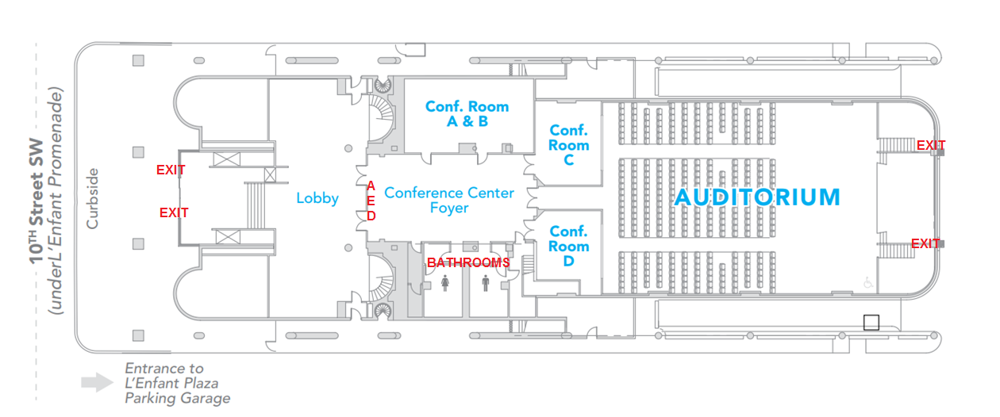 10TH Street SW
(underL'Enfant Promenade)
Curbside
EXIT
EXIT
Lobby
A
E
D
Conference Center
Foyer
Conf. Room
A & B
Conf.
Room
C
Conf.
Room
D
BATHROOMS
AUDITORIUM
EXIT
EXIT
Entrance to
L'Enfant Plaza
Parking Garage